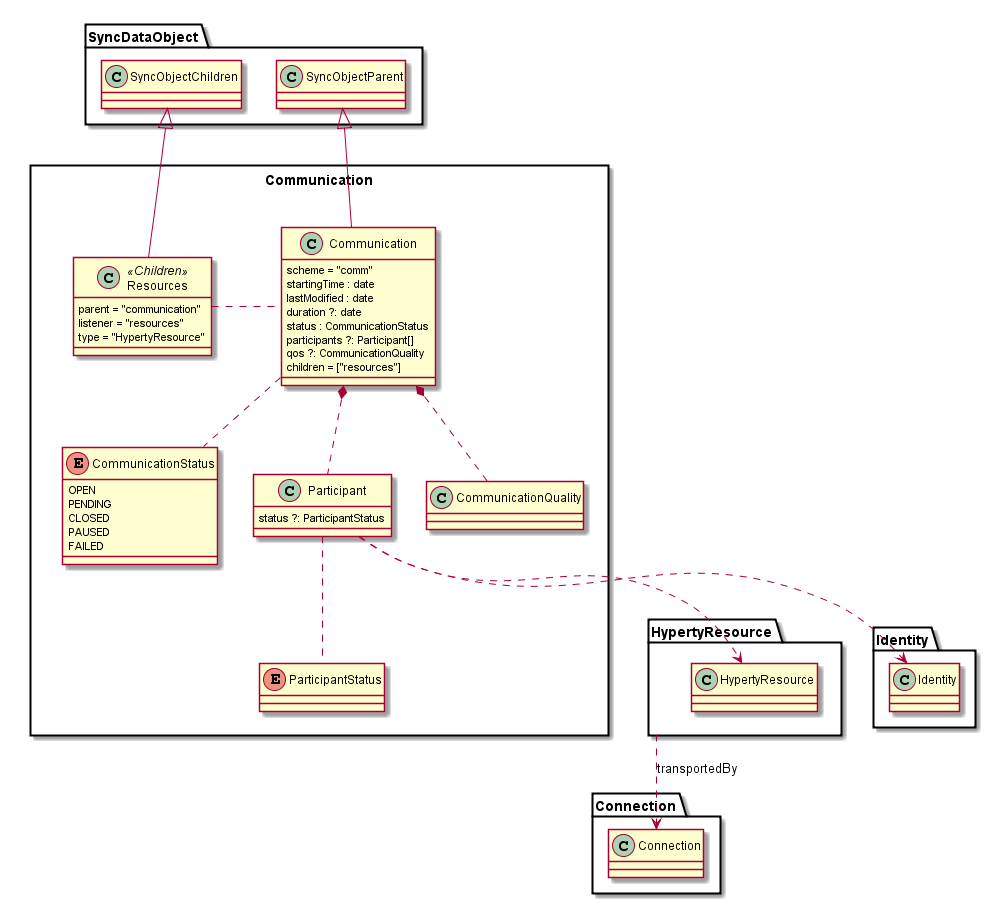 SyncDataObject
C SyncObjectChildren
C SyncObjectParent
Communication
C «Children»
Resources
parent = "communication"
listener = "resources"
type = "HypertyResource"
C Communication
scheme = "comm"
startingTime : date
lastModified : date
duration ?: date
status : CommunicationStatus
participants ?: Participant[]
qos ?: CommunicationQuality
children = ["resources"]
E CommunicationStatus
OPEN
PENDING
CLOSED
PAUSED
FAILED
C Participant
status ?: ParticipantStatus
C CommunicationQuality
E ParticipantStatus
HypertyResource
C HypertyResource
Identity
C Identity
transportedBy
Connection
C Connection